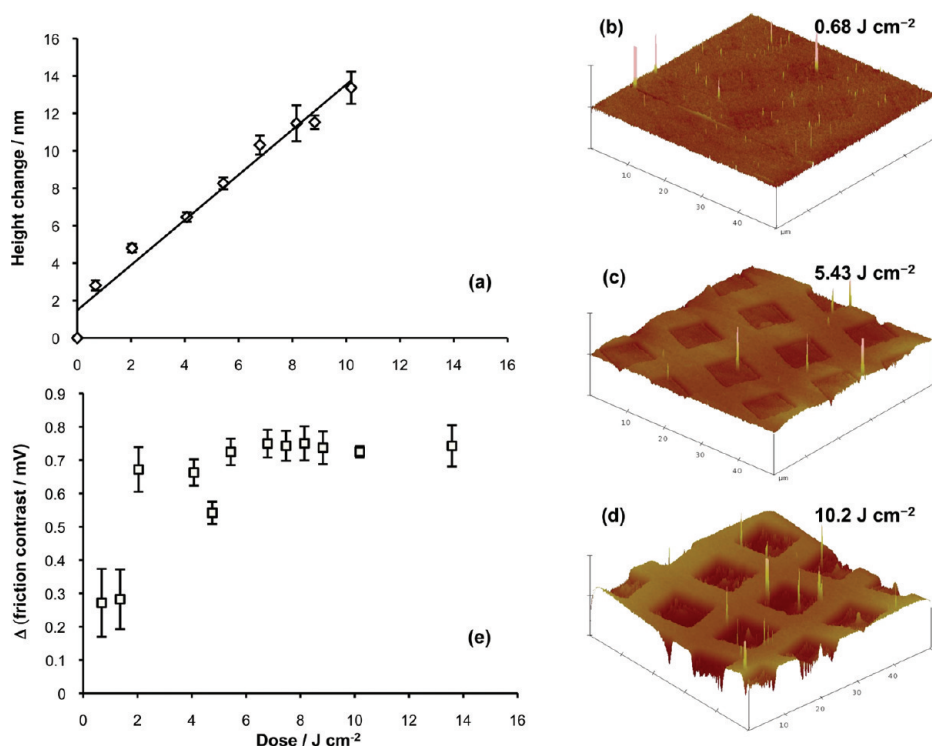 (a)
Height change / nm
16
14
12
10
8
6
4
2
0
0 2 4 6 8 10 12 14 16
(b) 0.68 J cm⁻²
10
20
30
40
µm
(c) 5.43 J cm⁻²
10
20
30
40
µm
(d) 10.2 J cm⁻²
10
20
30
40
(e)
Δ (friction contrast / mV)
0.9
0.8
0.7
0.6
0.5
0.4
0.3
0.2
0.1
0
0 2 4 6 8 10 12 14 16
Dose / J cm⁻²